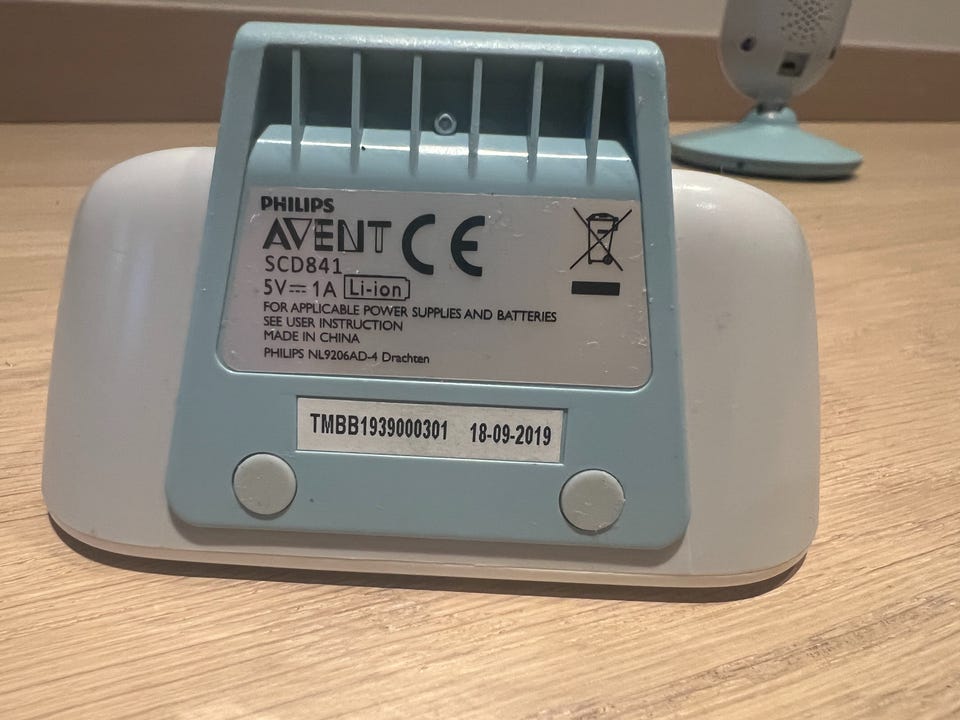 PHILIPS
AVENT CE
SCD841
5V⎓1A Li-ion
FOR APPLICABLE POWER SUPPLIES AND BATTERIES
SEE USER INSTRUCTION
MADE IN CHINA
PHILIPS NL9206AD-4 Drachten
TMBB1939000301 18-09-2019